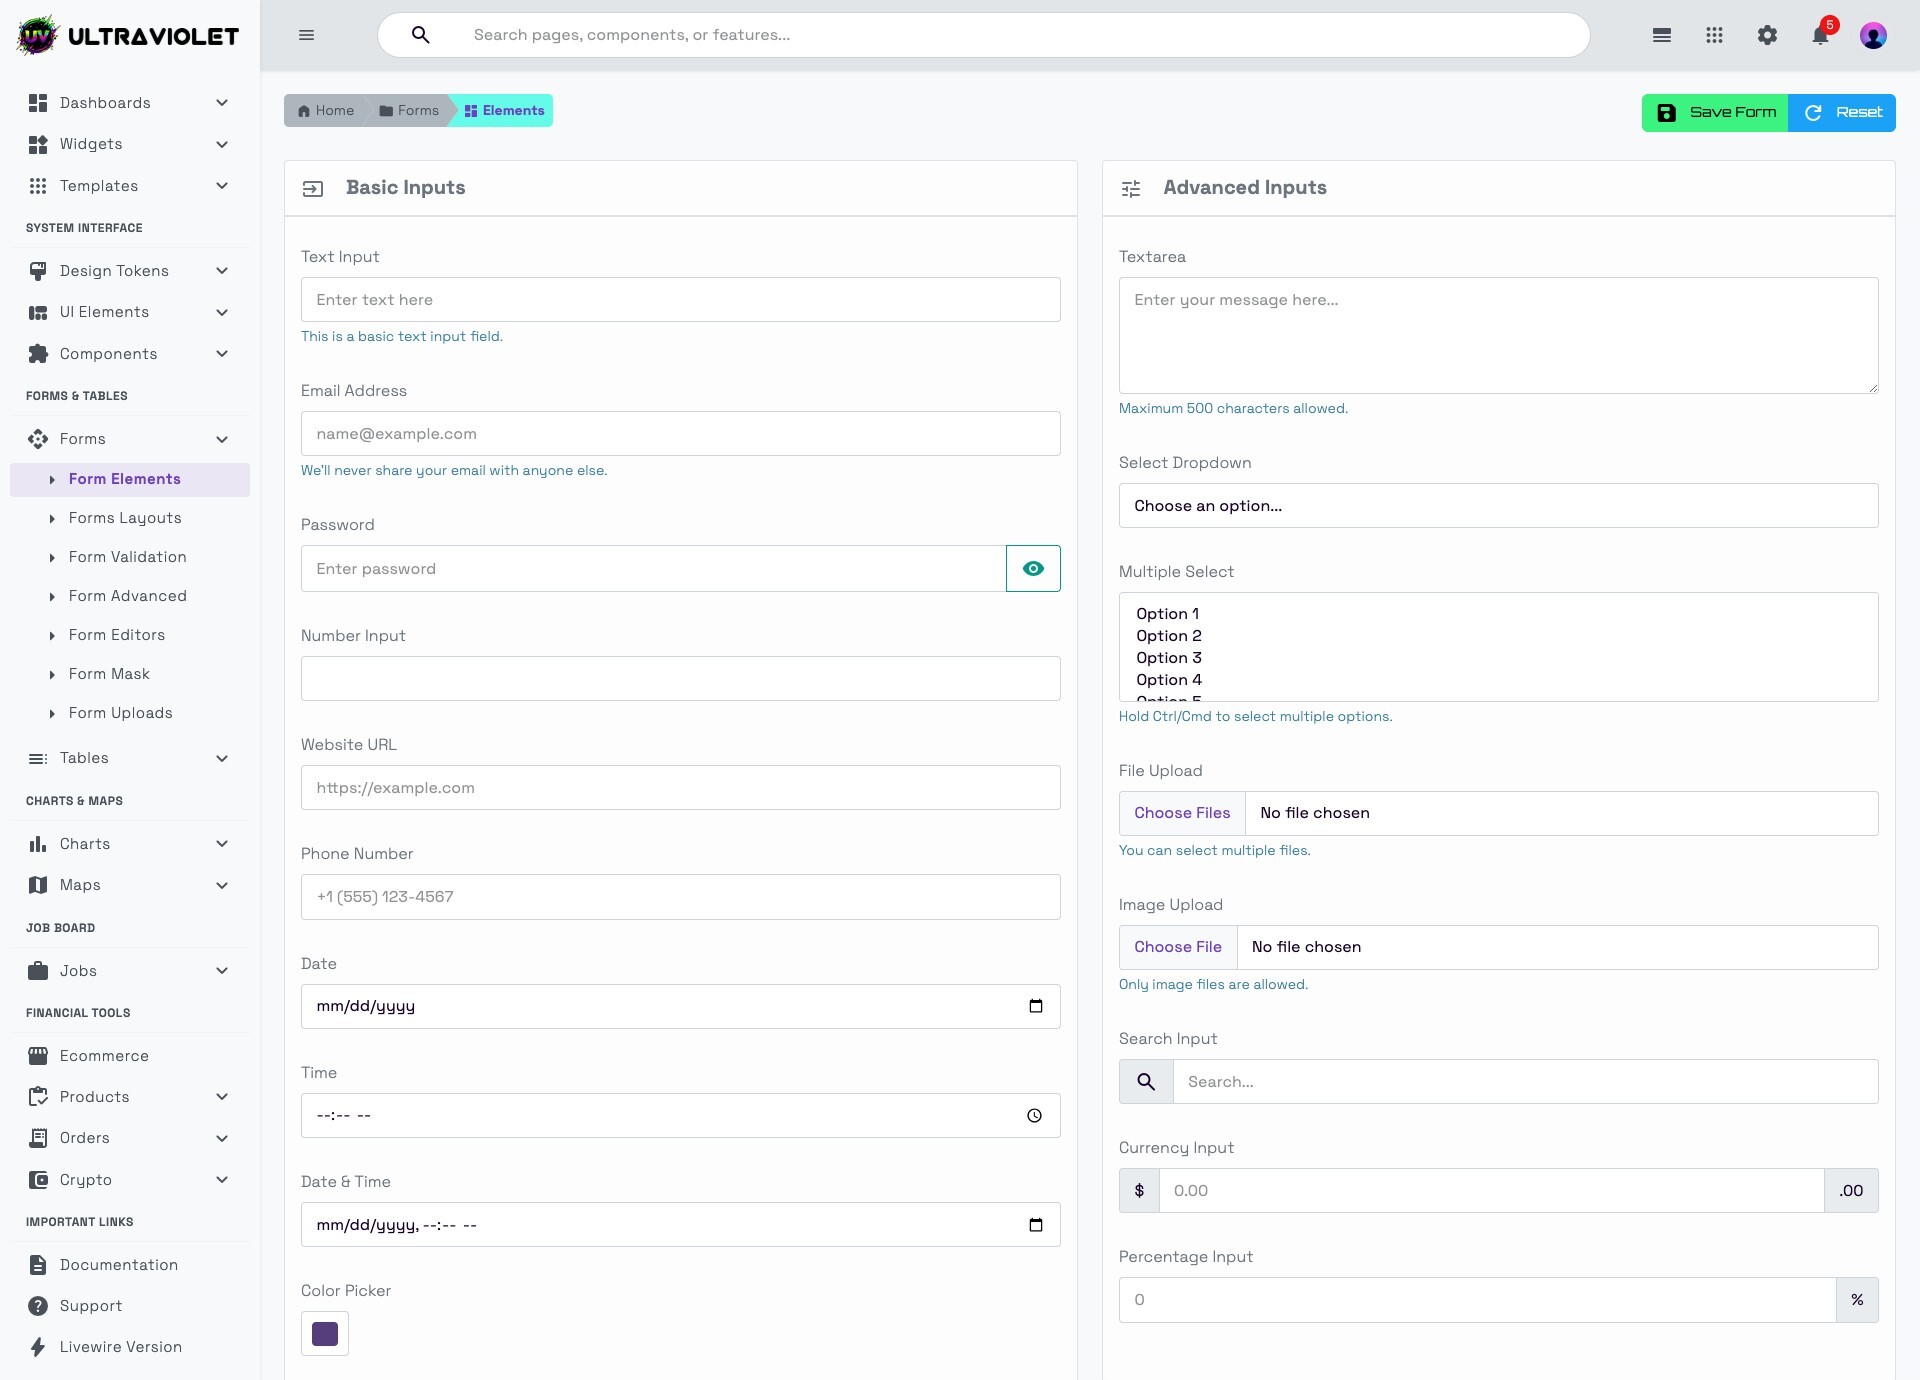 UV ULTRAVIOLET
Search pages, components, or features...
5
Dashboards
Widgets
Templates
SYSTEM INTERFACE
Design Tokens
UI Elements
Components
FORMS & TABLES
Forms
Form Elements
Forms Layouts
Form Validation
Form Advanced
Form Editors
Form Mask
Form Uploads
Tables
CHARTS & MAPS
Charts
Maps
JOB BOARD
Jobs
FINANCIAL TOOLS
Ecommerce
Products
Orders
Crypto
IMPORTANT LINKS
Documentation
Support
Livewire Version
Home Forms Elements
Save Form Reset
Basic Inputs
Text Input
Enter text here
This is a basic text input field.
Email Address
name@example.com
We'll never share your email with anyone else.
Password
Enter password
Number Input
Website URL
https://example.com
Phone Number
+1 (555) 123-4567
Date
mm/dd/yyyy
Time
--:-- --
Date & Time
mm/dd/yyyy, --:-- --
Color Picker
Advanced Inputs
Textarea
Enter your message here...
Maximum 500 characters allowed.
Select Dropdown
Choose an option...
Multiple Select
Option 1
Option 2
Option 3
Option 4
Option 5
Hold Ctrl/Cmd to select multiple options.
File Upload
Choose Files No file chosen
You can select multiple files.
Image Upload
Choose File No file chosen
Only image files are allowed.
Search Input
Search...
Currency Input
$ 0.00 .00
Percentage Input
0 %